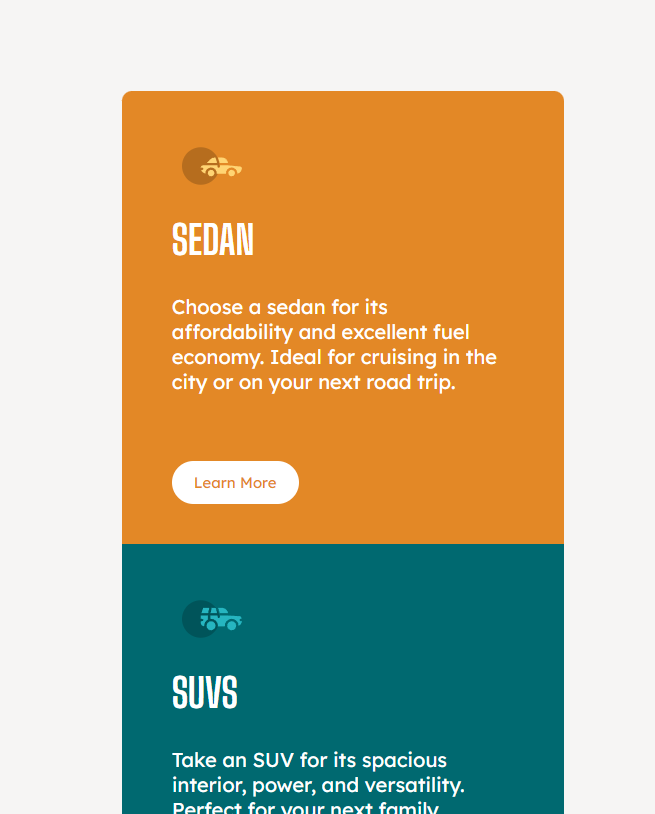 SEDAN
Choose a sedan for its
affordability and excellent fuel
economy. Ideal for cruising in the
city or on your next road trip.
Learn More
SUVS
Take an SUV for its spacious
interior, power, and versatility.
Perfect for your next family